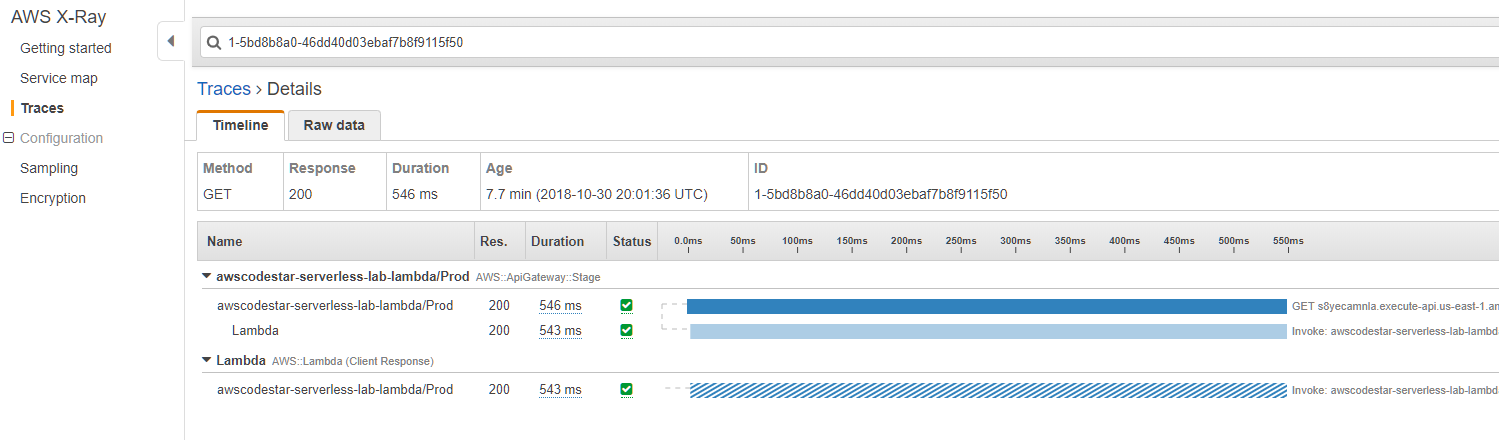 AWS X-Ray
Getting started
Service map
Traces
Configuration
Sampling
Encryption
1-5bd8b8a0-46dd40d03ebaf7b8f9115f50
Traces > Details
Timeline Raw data
Method Response Duration Age ID
GET 200 546 ms 7.7 min (2018-10-30 20:01:36 UTC) 1-5bd8b8a0-46dd40d03ebaf7b8f9115f50
Name Res. Duration Status 0.0ms 50ms 100ms 150ms 200ms 250ms 300ms 350ms 400ms 450ms 500ms 550ms
awscodestar-serverless-lab-lambda/Prod AWS::ApiGateway::Stage
awscodestar-serverless-lab-lambda/Prod 200 546 ms GET s8yecamnla.execute-api.us-east-1.am
Lambda 200 543 ms Invoke: awscodestar-serverless-lab-lambd
Lambda AWS::Lambda (Client Response)
awscodestar-serverless-lab-lambda/Prod 200 543 ms Invoke: awscodestar-serverless-lab-lambd